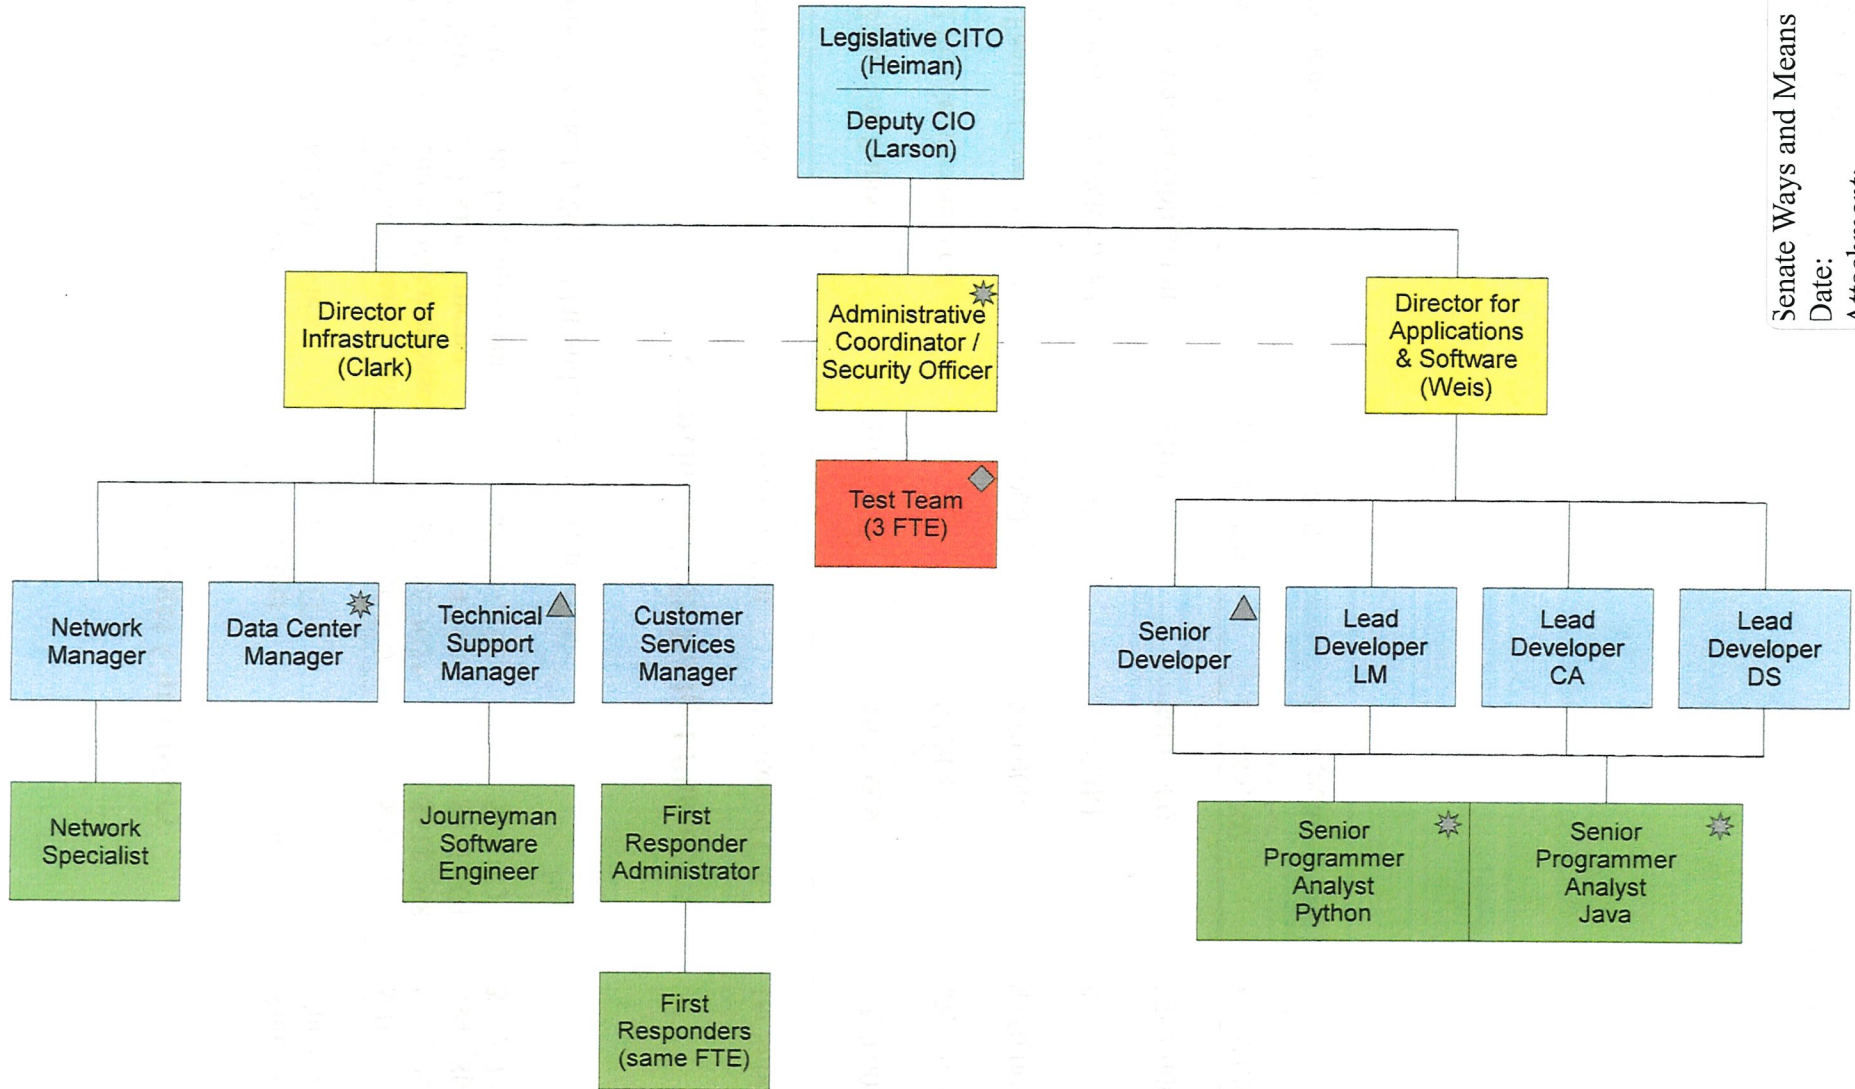 Legislative CITO
(Heiman)
Deputy CIO
(Larson)
Senate Ways and Means
Date:
Director of
Infrastructure
(Clark)
Administrative
Coordinator /
Security Officer
Director for
Applications
& Software
(Weis)
Test Team
(3 FTE)
Network
Manager
Data Center
Manager
Technical
Support
Manager
Customer
Services
Manager
Senior
Developer
Lead
Developer
LM
Lead
Developer
CA
Lead
Developer
DS
Network
Specialist
Journeyman
Software
Engineer
First
Responder
Administrator
Senior
Programmer
Analyst
Python
Senior
Programmer
Analyst
Java
First
Responders
(same FTE)